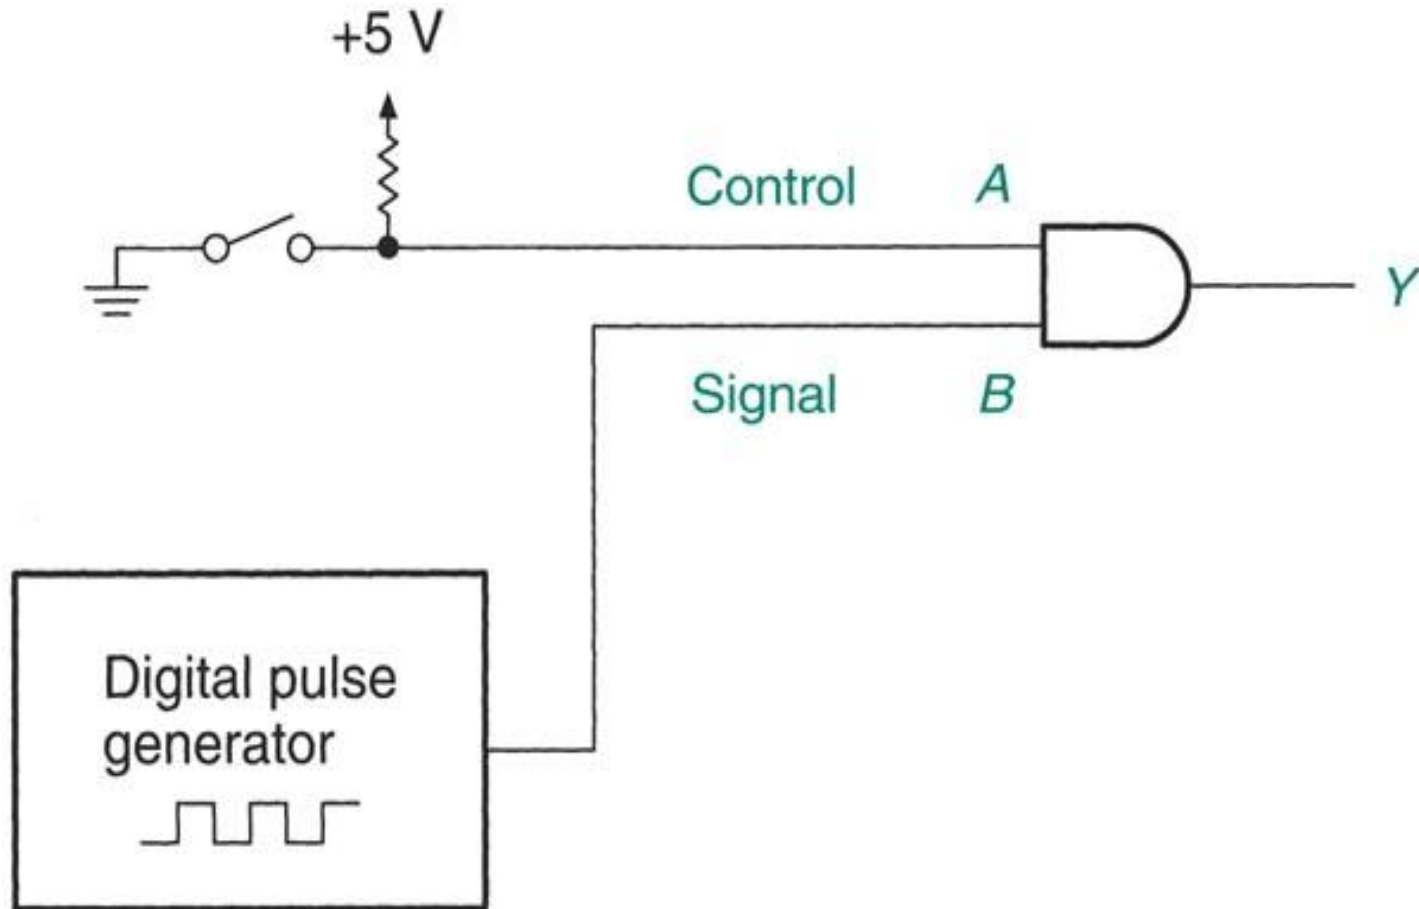 +5 V
Control A
Signal B
Y
Digital pulse
generator